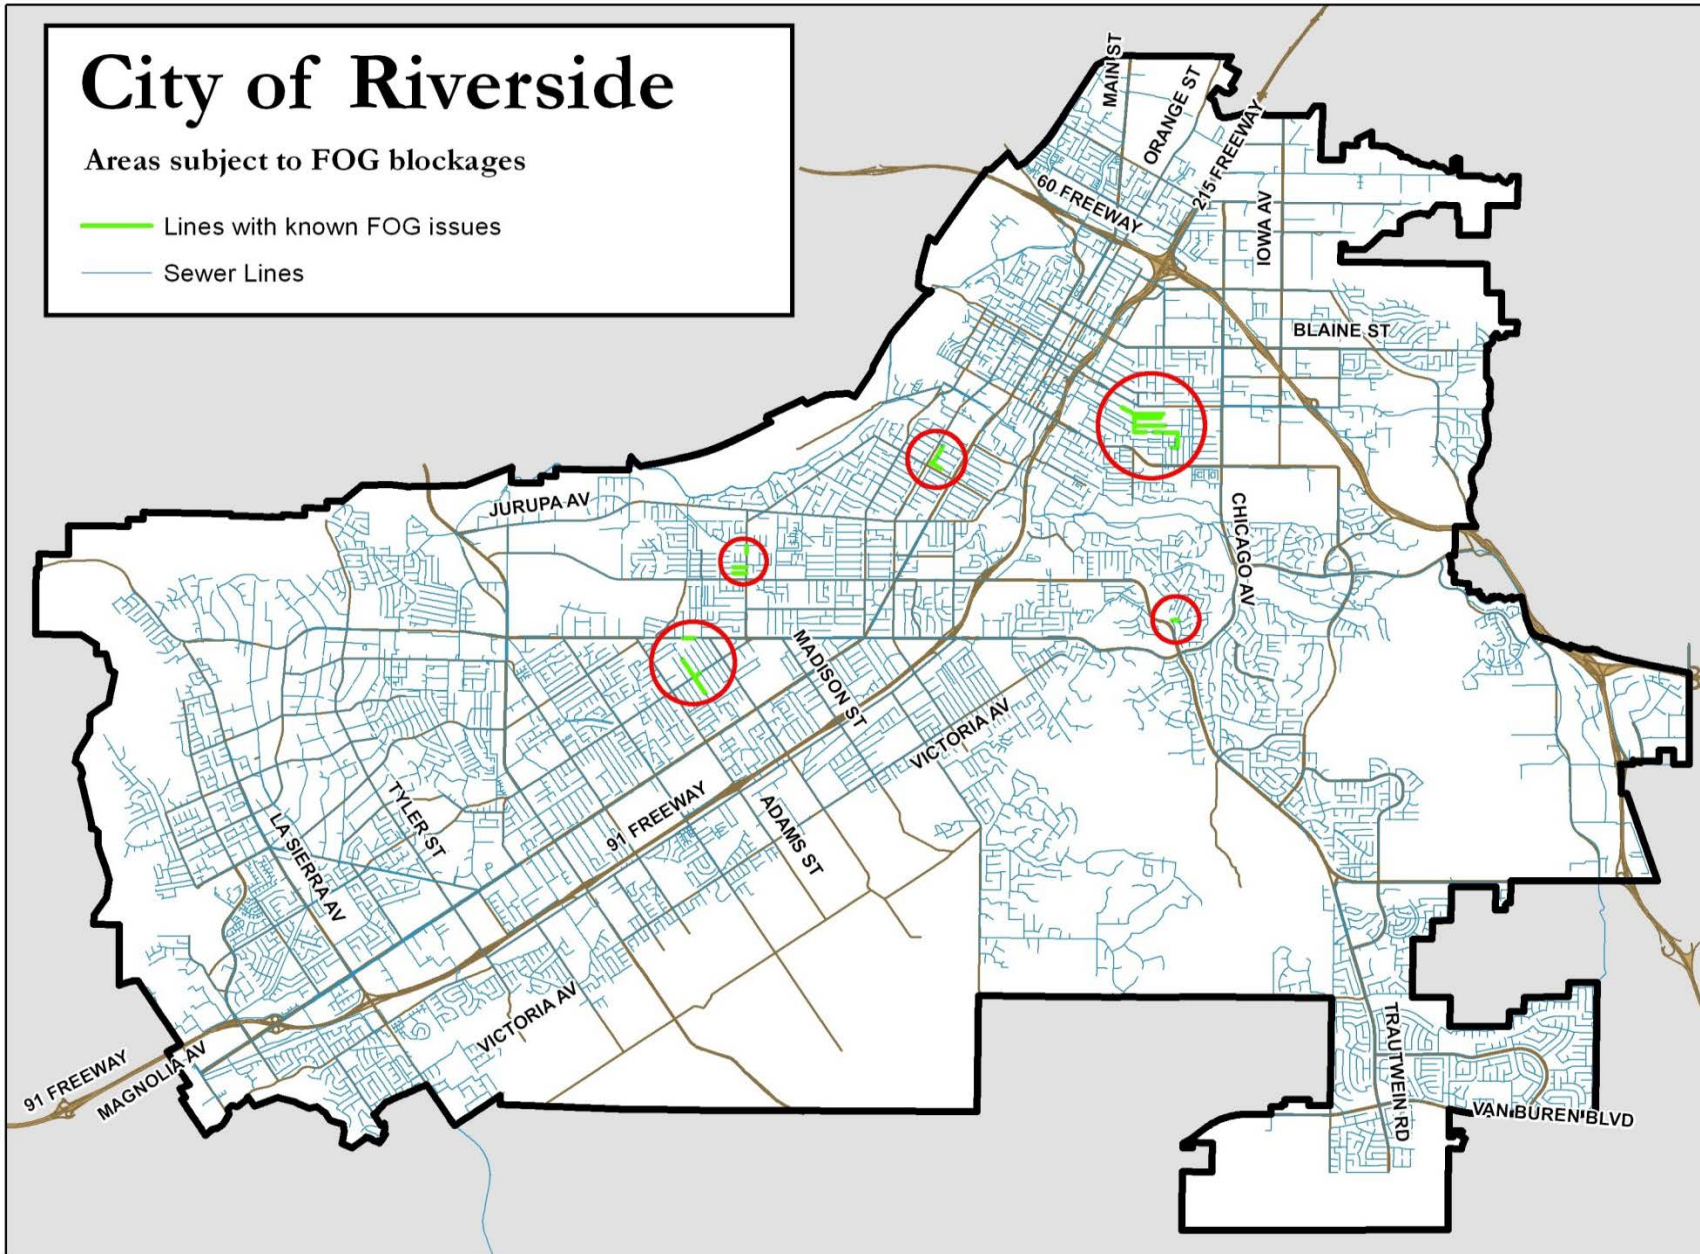 City of Riverside
Areas subject to FOG blockages
Lines with known FOG issues
Sewer Lines
MAIN ST
ORANGE ST
215 FREEWAY
60 FREEWAY
IOWA AV
BLAINE ST
JURUPA AV
CHICAGO AV
MADISON ST
VICTORIA AV
TYLER ST
91 FREEWAY
ADAMS ST
LA SIERRA AV
VICTORIA AV
91 FREEWAY
MAGNOLIA AV
TRAUTWEIN RD
VAN BUREN BLVD